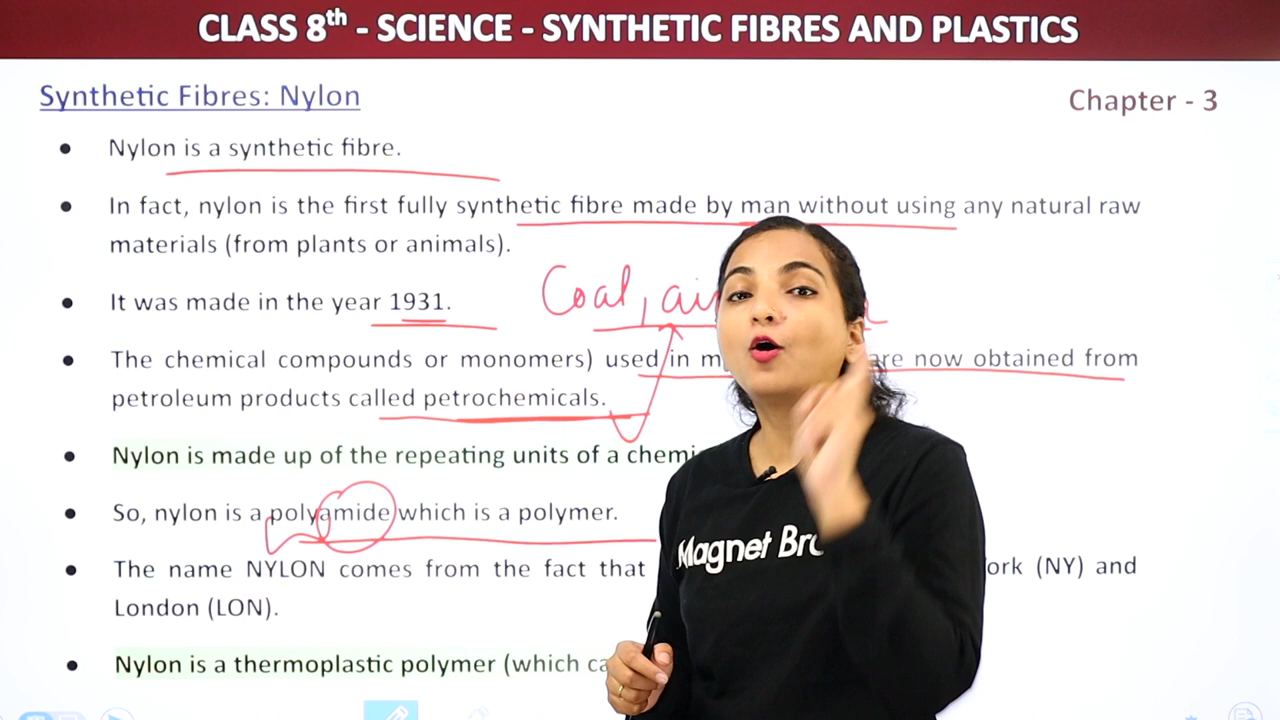 CLASS 8th - SCIENCE - SYNTHETIC FIBRES AND PLASTICS
Synthetic Fibres: Nylon
Chapter - 3
Nylon is a synthetic fibre.
In fact, nylon is the first fully synthetic fibre made by man without using any natural raw
materials (from plants or animals).
It was made in the year 1931.
Coal, air
The chemical compounds or monomers) used in are now obtained from
petroleum products called petrochemicals.
Nylon is made up of the repeating units of a
So, nylon is a polyamide which is a polymer.
The name NYLON comes from the fact that (NY) and
London (LON).
Nylon is a thermoplastic polymer (which
Magnet